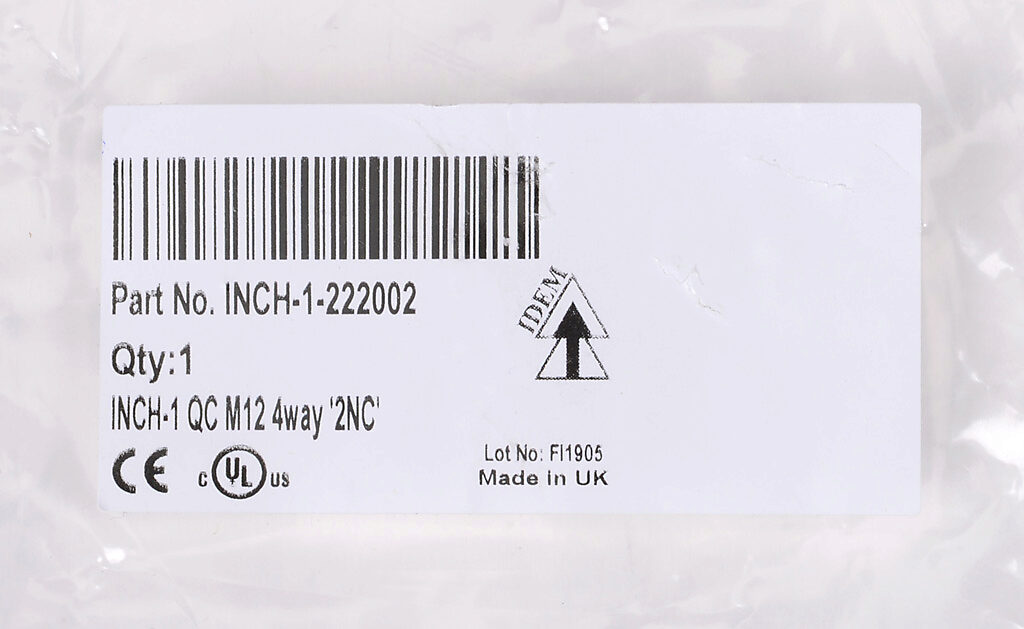 Part No. INCH-1-222002
Qty:1
INCH-1 QC M12 4way '2NC'
IDEM
CE C UL US
Lot No: FI1905
Made in UK